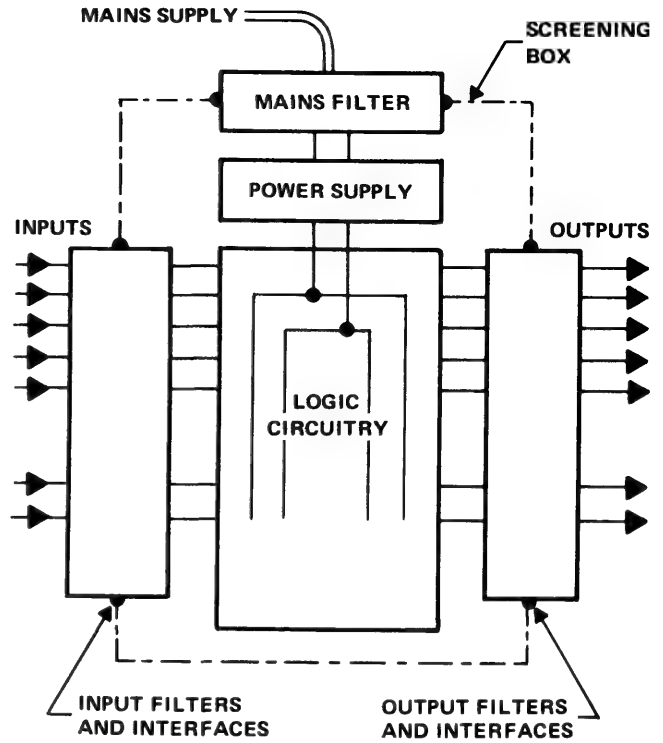 MAINS SUPPLY
SCREENING
BOX
MAINS FILTER
POWER SUPPLY
INPUTS
OUTPUTS
LOGIC
CIRCUITRY
INPUT FILTERS
AND INTERFACES
OUTPUT FILTERS
AND INTERFACES